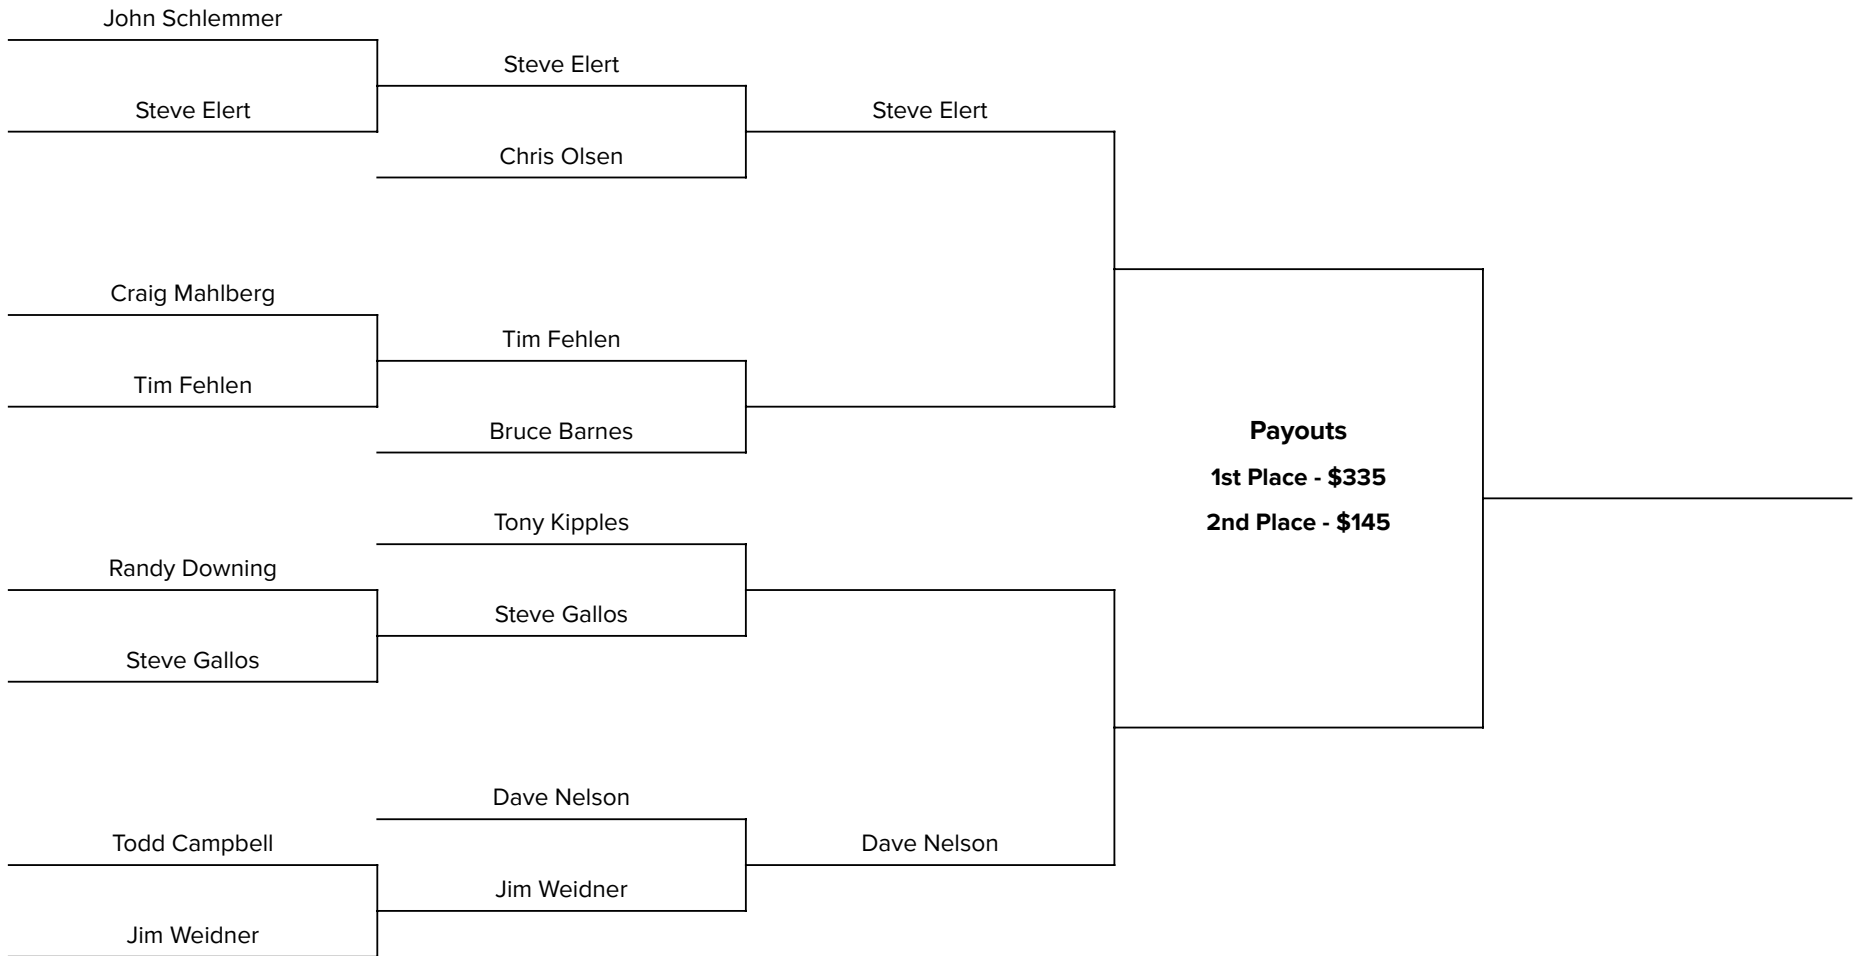 John Schlemmer
Steve Elert
Steve Elert
Steve Elert
Chris Olsen
Craig Mahlberg
Tim Fehlen
Tim Fehlen
Bruce Barnes
Payouts
1st Place - $335
2nd Place - $145
Tony Kipples
Randy Downing
Steve Gallos
Steve Gallos
Dave Nelson
Todd Campbell
Dave Nelson
Jim Weidner
Jim Weidner